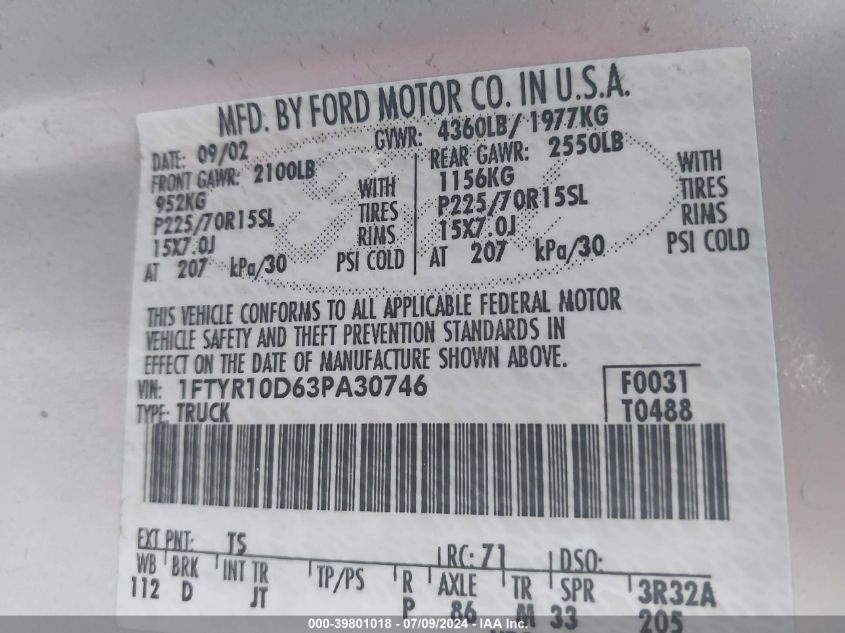 MFD. BY FORD MOTOR CO. IN U.S.A.
DATE: 09/02 GVWR: 4360LB/ 1977KG
FRONT GAWR: 2100LB REAR GAWR: 2550LB
952KG WITH 1156KG WITH
P225/70R15SL TIRES P225/70R15SL TIRES
15X7.0J RIMS 15X7.0J RIMS
AT 207 kPa/30 PSI COLD AT 207 kPa/30 PSI COLD
THIS VEHICLE CONFORMS TO ALL APPLICABLE FEDERAL MOTOR
VEHICLE SAFETY AND THEFT PREVENTION STANDARDS IN
EFFECT ON THE DATE OF MANUFACTURE SHOWN ABOVE.
VIN: 1FTYR10D63PA30746 F0031
TYPE: TRUCK T0488
EXT PNT: TS RC: 71 DSO:
WB BRK INT TR TP/PS R AXLE TR SPR 3R32A
112 D JT P 86 M 33 205
000-39801018 - 07/09/2024 - IAA Inc.